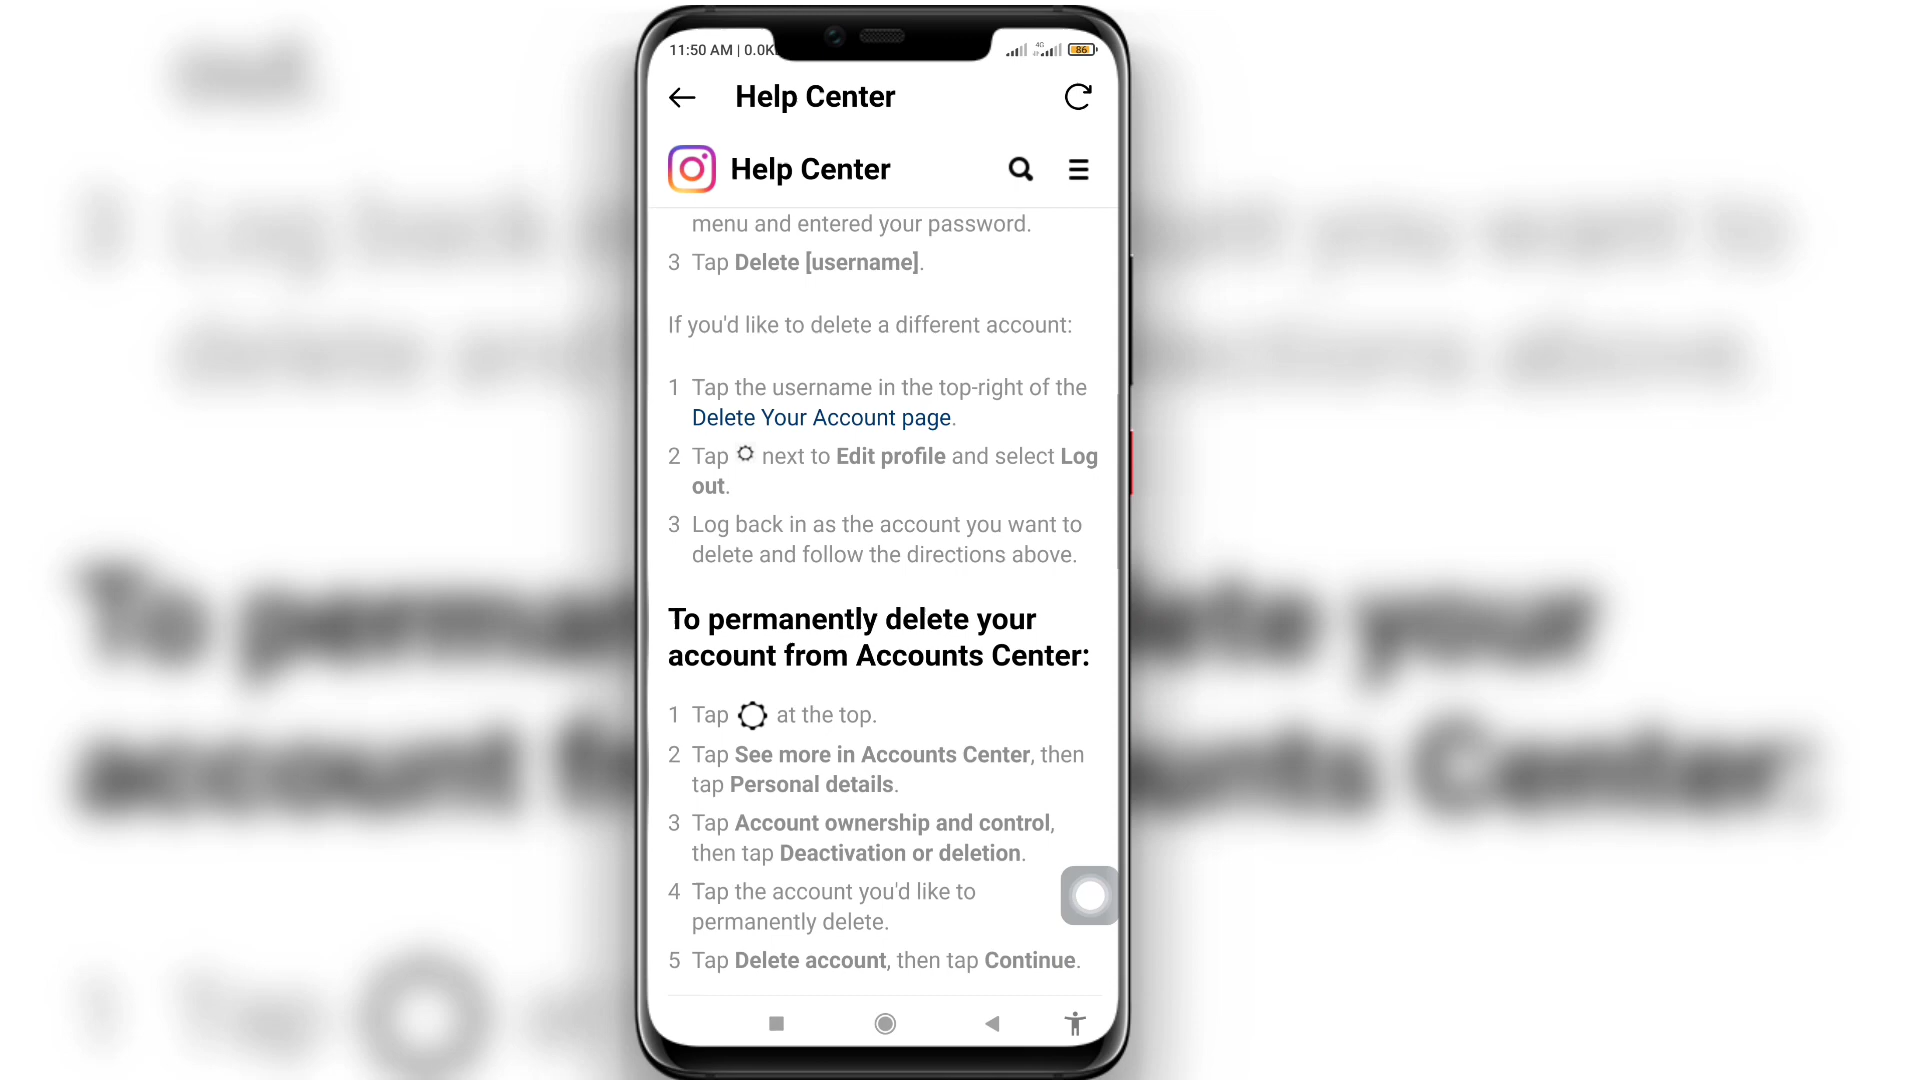 11:50 AM | 0.0K
4G
86
Help Center
Help Center
menu and entered your password.
3 Tap Delete [username].
If you'd like to delete a different account:
1 Tap the username in the top-right of the
Delete Your Account page.
2 Tap next to Edit profile and select Log
out.
3 Log back in as the account you want to
delete and follow the directions above.
To permanently delete your
account from Accounts Center:
1 Tap at the top.
2 Tap See more in Accounts Center, then
tap Personal details.
3 Tap Account ownership and control,
then tap Deactivation or deletion.
4 Tap the account you'd like to
permanently delete.
5 Tap Delete account, then tap Continue.